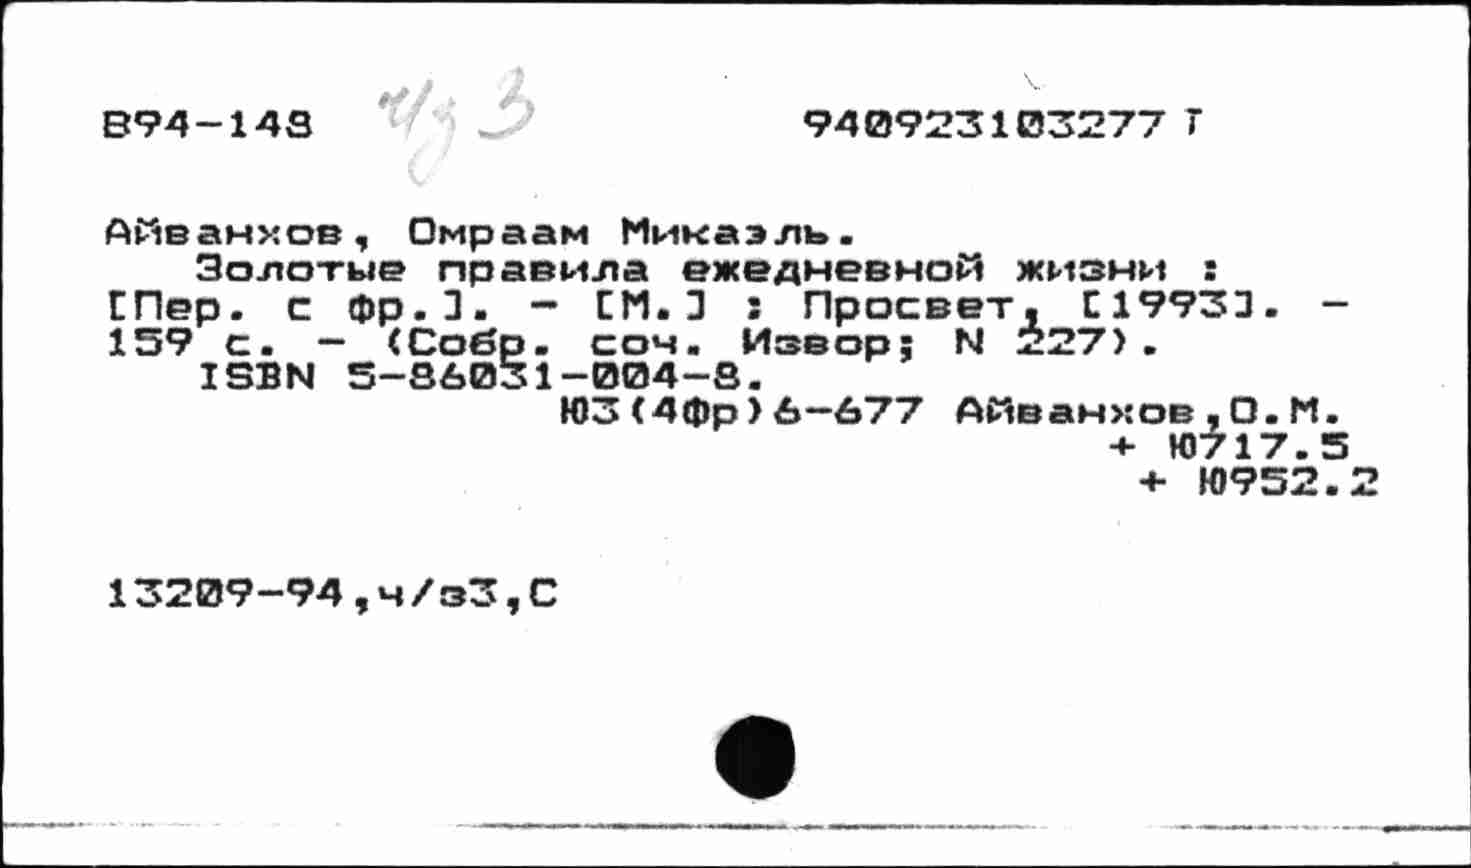 В94-148 ч/з 3 940923103277 Т
Айванхов, Омраам Микаэль.
Золотые правила ежедневной жизни :
[Пер. с фр.]. - [М.] : Просвет, [1993]. -
159 с. - (Собр. соч. Извор; N 227).
ISBN 5-86031-004-8.
Ю3(4Фр)6-677 Айванхов,О.М.
+ Ю717.5
+ Ю952.2
13209-94,ч/з3,С